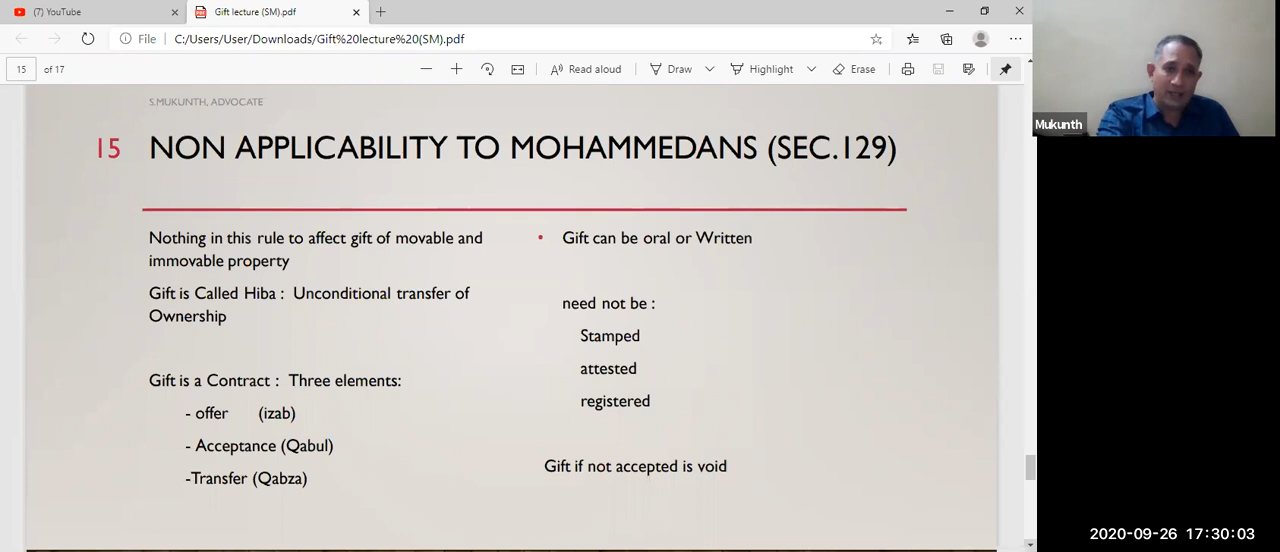 (7) YouTube
Gift lecture (SM).pdf
File C:/Users/User/Downloads/Gift%20lecture%20(SM).pdf
15 of 17
Read aloud
Draw
Highlight
Erase
S.MUKUNTH, ADVOCATE
15 NON APPLICABILITY TO MOHAMMEDANS (SEC.129)
Nothing in this rule to affect gift of movable and
immovable property
Gift is Called Hiba : Unconditional transfer of
Ownership
Gift is a Contract : Three elements:
- offer (izab)
- Acceptance (Qabul)
-Transfer (Qabza)
• Gift can be oral or Written
need not be :
Stamped
attested
registered
Gift if not accepted is void
Mukunth
2020-09-26 17:30:03